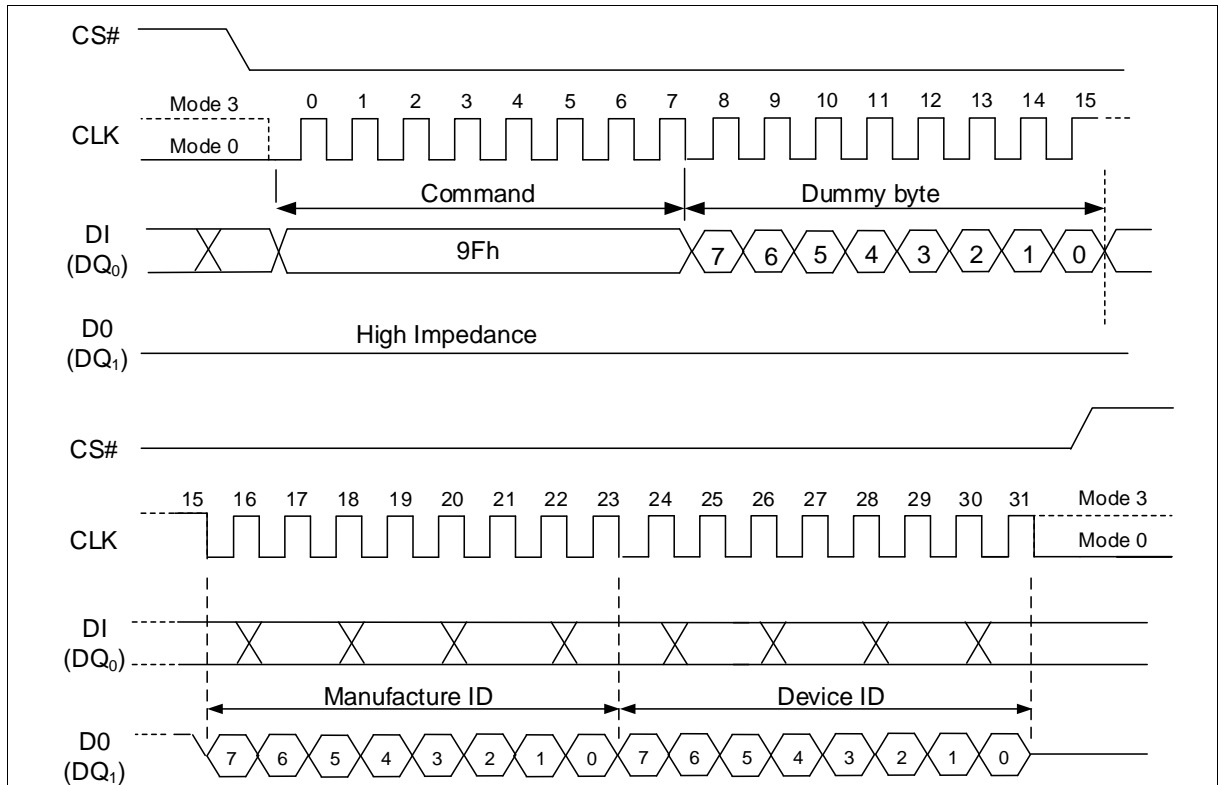 CS#
Mode 3
0 1 2 3 4 5 6 7 8 9 10 11 12 13 14 15
CLK
Mode 0
Command
Dummy byte
DI
(DQ₀)
9Fh
7 6 5 4 3 2 1 0
D0
(DQ₁)
High Impedance
CS#
15 16 17 18 19 20 21 22 23 24 25 26 27 28 29 30 31
Mode 3
CLK
Mode 0
DI
(DQ₀)
Manufacture ID
Device ID
D0
(DQ₁)
7 6 5 4 3 2 1 0 7 6 5 4 3 2 1 0